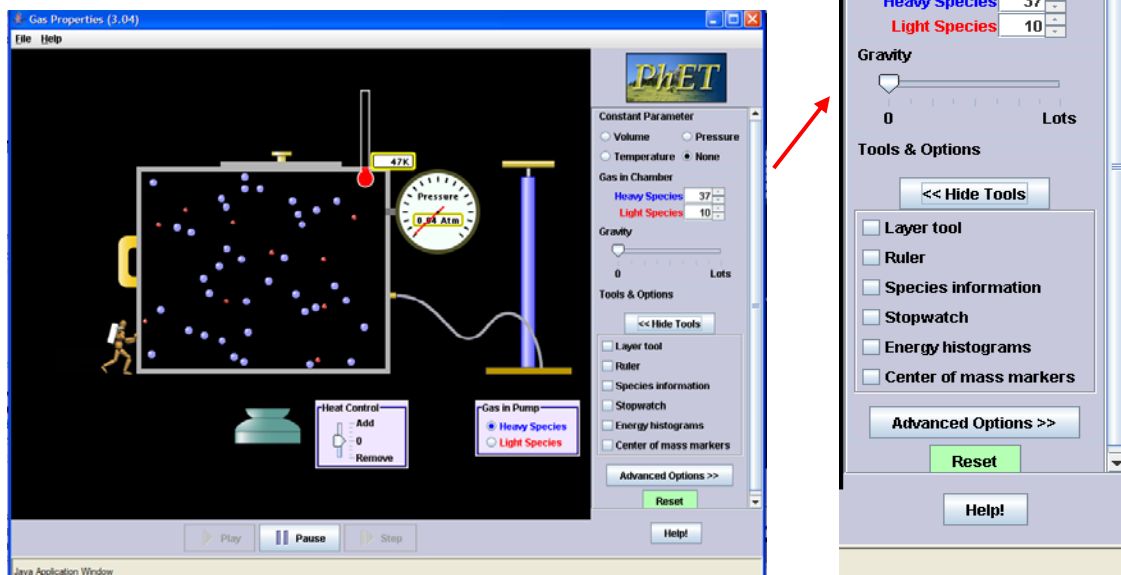 Gas Properties (3.04)
File Help
PhET
Constant Parameter
Volume Pressure
Temperature None
Gas in Chamber
Heavy Species 37
Light Species 10
Gravity
0 Lots
Tools & Options
<< Hide Tools
Layer tool
Ruler
Species information
Stopwatch
Energy histograms
Center of mass markers
Advanced Options >>
Reset
Help!
47K
Pressure
0.04 Atm
Heat Control
Add
0
Remove
Gas in Pump
Heavy Species
Light Species
Play Pause Step
Java Application Window
Heavy Species 37
Light Species 10
Gravity
0 Lots
Tools & Options
<< Hide Tools
Layer tool
Ruler
Species information
Stopwatch
Energy histograms
Center of mass markers
Advanced Options >>
Reset
Help!